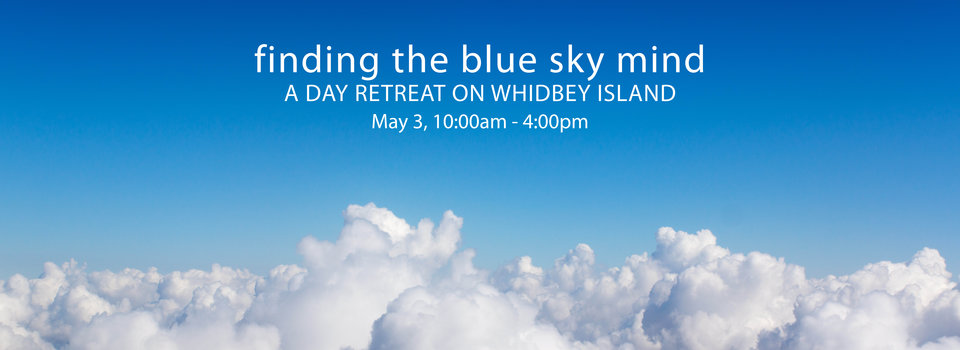 finding the blue sky mind
A DAY RETREAT ON WHIDBEY ISLAND
May 3, 10:00am - 4:00pm